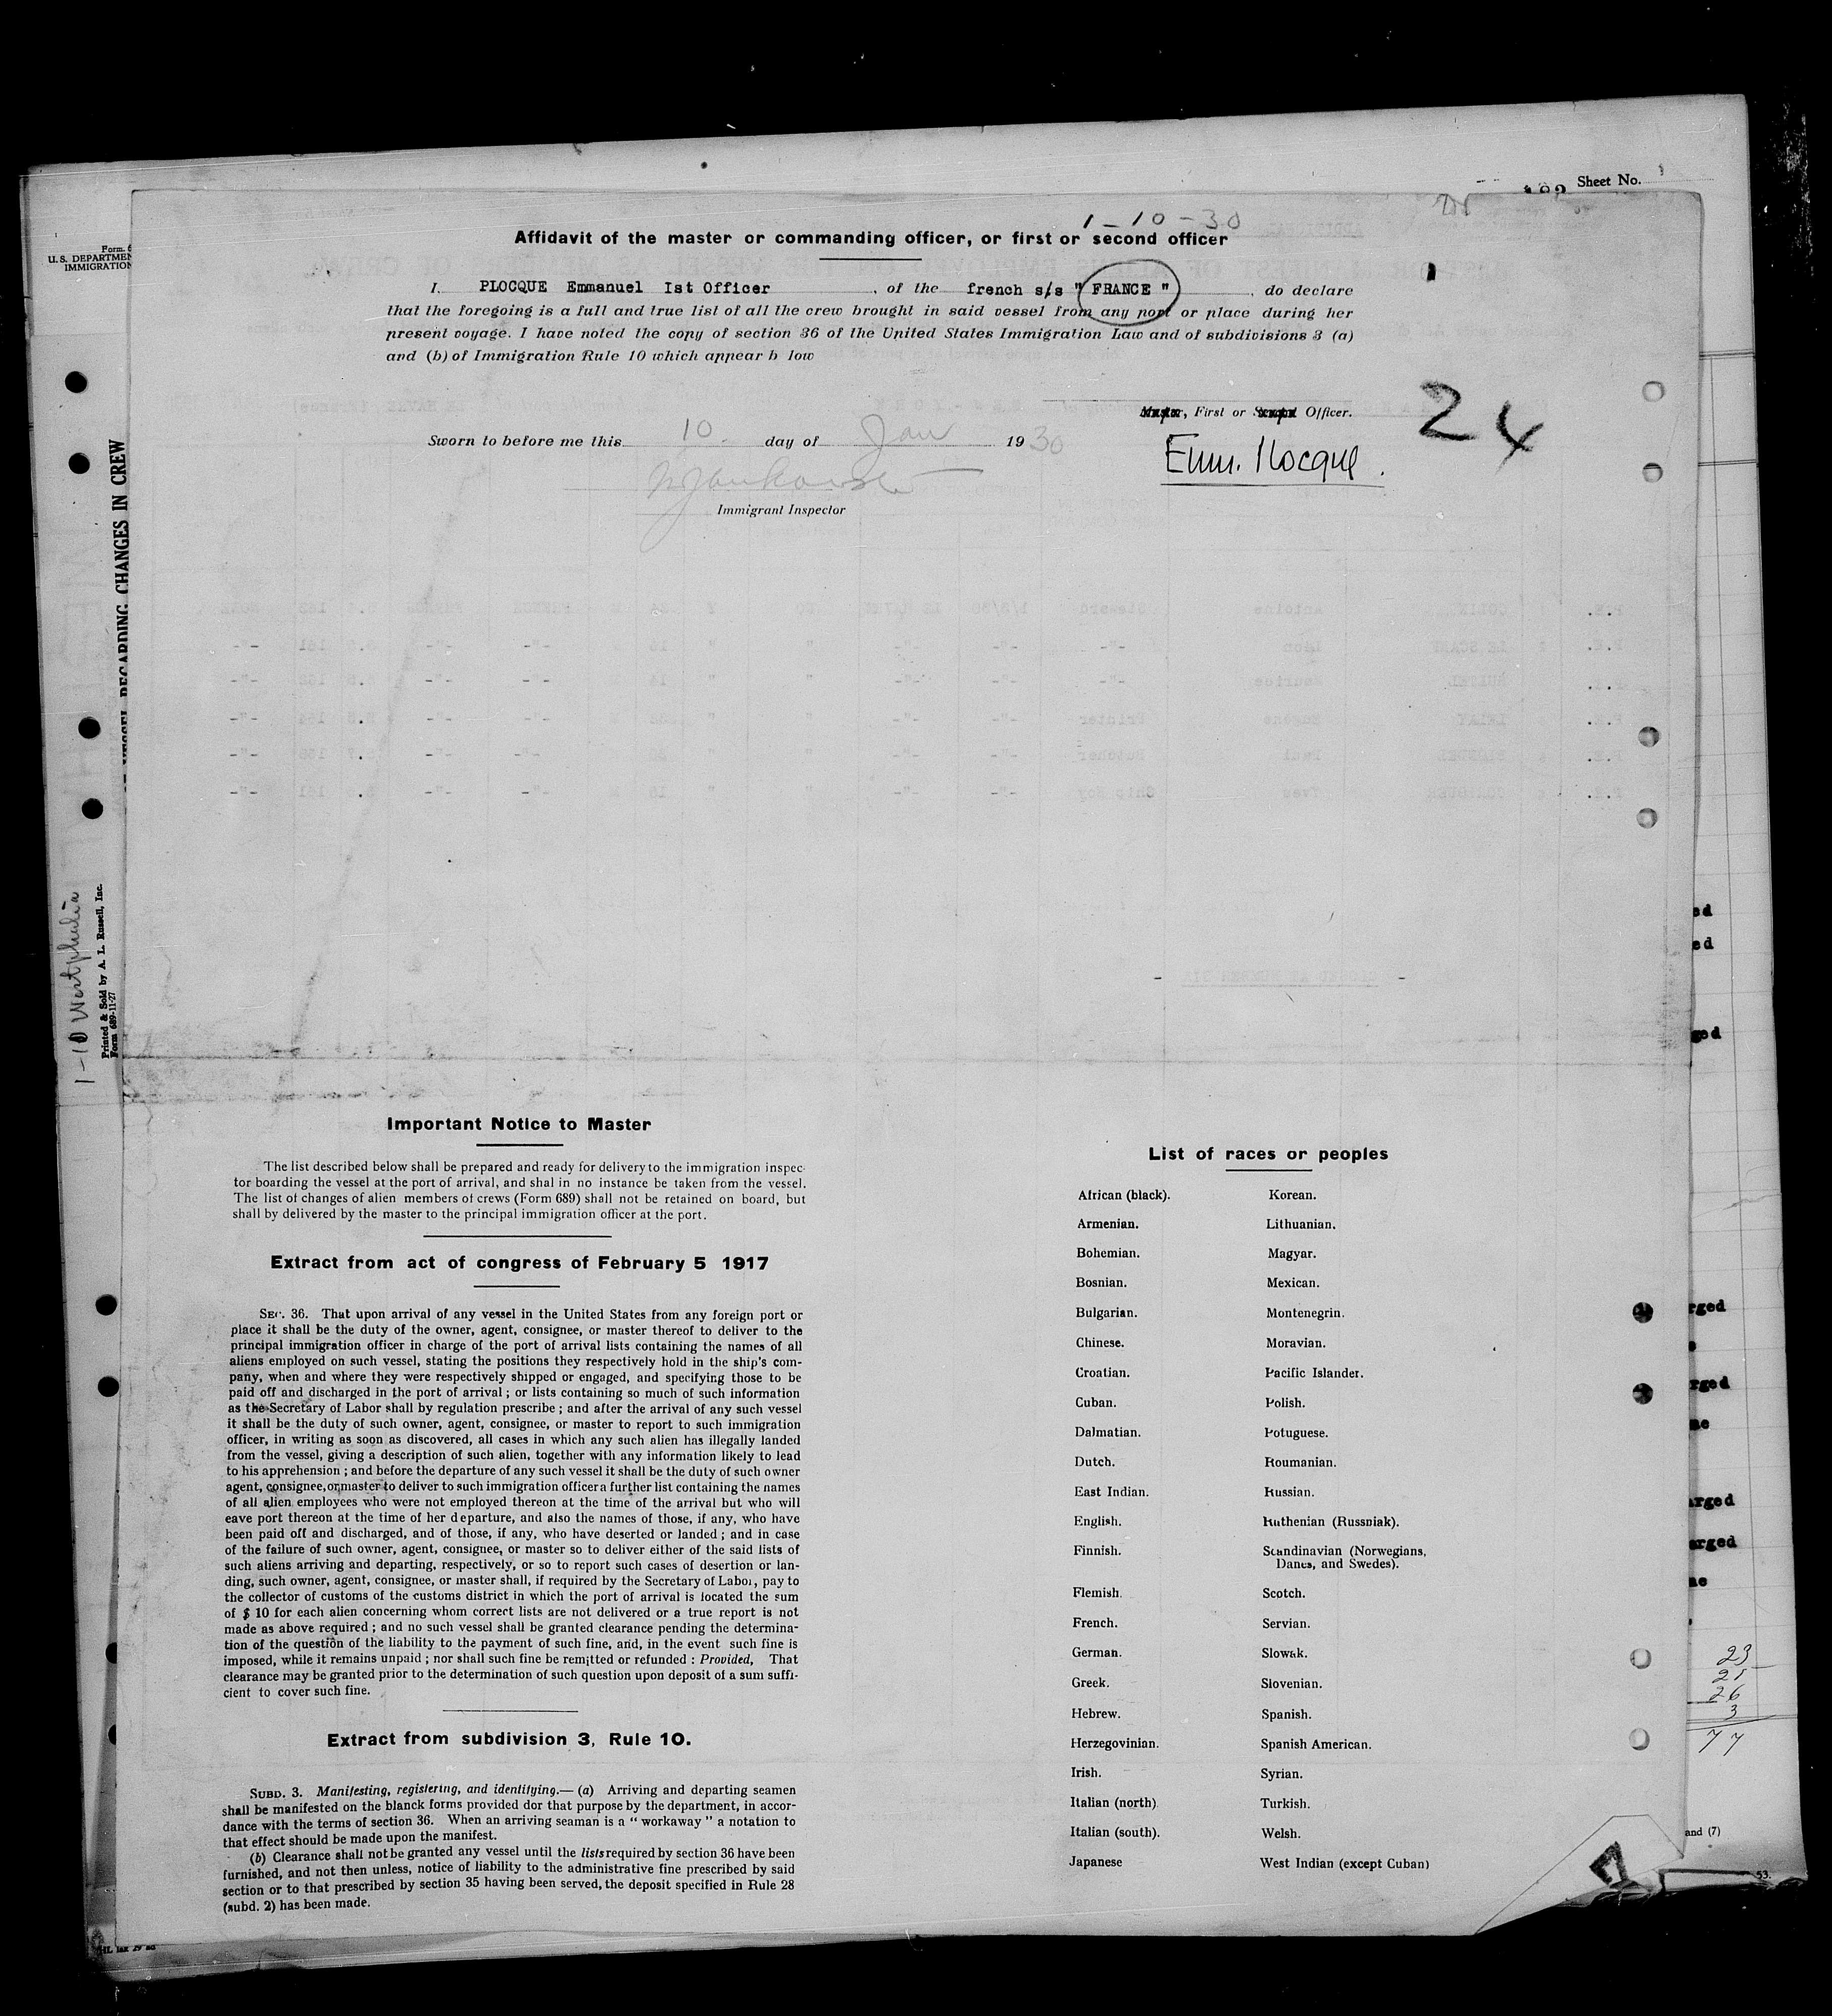 Sheet No.
1-10-30
Affidavit of the master or commanding officer, or first or second officer
I, PLOCQUE Emmanuel Ist Officer, of the french s/s " FRANCE ", do declare
that the foregoing is a full and true list of all the crew brought in said vessel from any port or place during her
present voyage. I have noted the copy of section 36 of the United States Immigration Law and of subdivisions 3 (a)
and (b) of Immigration Rule 10 which appear b low
Master, First or Second Officer.
24
Sworn to before me this 10 day of Jan 1930
Emm. Plocque.
Immigrant Inspector
Form. 6
U.S. DEPARTMEN
IMMIGRATION
VESSEL REGARDING CHANGES IN CREW
1-10 Westphalia
Printed & Sold by A. L. Russell, Inc.
Form 689-11-27
Important Notice to Master
The list described below shall be prepared and ready for delivery to the immigration inspec-
tor boarding the vessel at the port of arrival, and shal in no instance be taken from the vessel.
The list of changes of alien members of crews (Form 689) shall not be retained on board, but
shall by delivered by the master to the principal immigration officer at the port.
Extract from act of congress of February 5 1917
SEC. 36. That upon arrival of any vessel in the United States from any foreign port or
place it shall be the duty of the owner, agent, consignee, or master thereof to deliver to the
principal immigration officer in charge of the port of arrival lists containing the names of all
aliens employed on such vessel, stating the positions they respectively hold in the ship's com-
pany, when and where they were respectively shipped or engaged, and specifying those to be
paid off and discharged in the port of arrival ; or lists containing so much of such information
as the Secretary of Labor shall by regulation prescribe ; and after the arrival of any such vessel
it shall be the duty of such owner, agent, consignee, or master to report to such immigration
officer, in writing as soon as discovered, all cases in which any such alien has illegally landed
from the vessel, giving a description of such alien, together with any information likely to lead
to his apprehension ; and before the departure of any such vessel it shall be the duty of such owner
agent, consignee, or master to deliver to such immigration officer a further list containing the names
of all alien employees who were not employed thereon at the time of the arrival but who will
eave port thereon at the time of her departure, and also the names of those, if any, who have
been paid off and discharged, and of those, if any, who have deserted or landed ; and in case
of the failure of such owner, agent, consignee, or master so to deliver either of the said lists of
such aliens arriving and departing, respectively, or so to report such cases of desertion or lan-
ding, such owner, agent, consignee, or master shall, if required by the Secretary of Labor, pay to
the collector of customs of the customs district in which the port of arrival is located the sum
of $ 10 for each alien concerning whom correct lists are not delivered or a true report is not
made as above required ; and no such vessel shall be granted clearance pending the determina-
tion of the question of the liability to the payment of such fine, and, in the event such fine is
imposed, while it remains unpaid ; nor shall such fine be remitted or refunded : Provided, That
clearance may be granted prior to the determination of such question upon deposit of a sum suffi-
cient to cover such fine.
Extract from subdivision 3, Rule 10.
SUBD. 3. Manifesting, registering, and identifying.— (a) Arriving and departing seamen
shall be manifested on the blanck forms provided dor that purpose by the department, in accor-
dance with the terms of section 36. When an arriving seaman is a " workaway " a notation to
that effect should be made upon the manifest.
(b) Clearance shall not be granted any vessel until the lists required by section 36 have been
furnished, and not then unless, notice of liability to the administrative fine prescribed by said
section or to that prescribed by section 35 having been served, the deposit specified in Rule 28
(subd. 2) has been made.
List of races or peoples
African (black). Korean.
Armenian. Lithuanian.
Bohemian. Magyar.
Bosnian. Mexican.
Bulgarian. Montenegrin.
Chinese. Moravian.
Croatian. Pacific Islander.
Cuban. Polish.
Dalmatian. Potuguese.
Dutch. Roumanian.
East Indian. Russian.
English. Ruthenian (Russniak).
Finnish. Scandinavian (Norwegians,
Danes, and Swedes).
Flemish. Scotch.
French. Servian.
German. Slowak.
Greek. Slovenian.
Hebrew. Spanish.
Herzegovinian. Spanish American.
Irish. Syrian.
Italian (north) Turkish.
Italian (south). Welsh.
Japanese West Indian (except Cuban)
ed
ed
ged
rged
rged
ne
arged
arged
ne
23
25
26
3
77
and (7)
53.